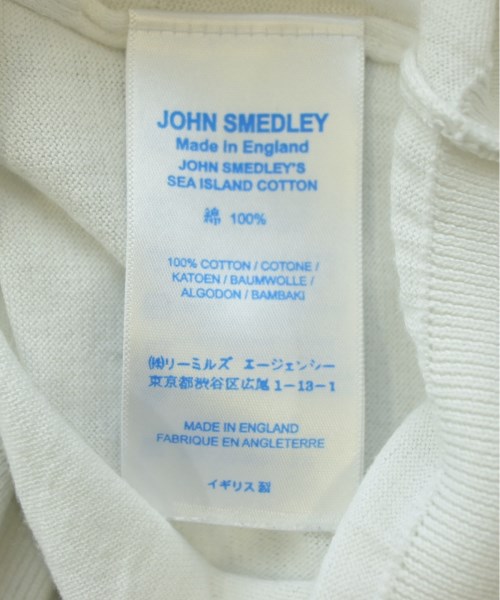 JOHN SMEDLEY
Made in England
JOHN SMEDLEY'S
SEA ISLAND COTTON
綿 100%
100% COTTON / COTONE /
KATOEN / BAUMWOLLE /
ALGODON / BAMBAKI
㈱リーミルズ エージェンシー
東京都渋谷区広尾1-13-1
MADE IN ENGLAND
FABRIQUE EN ANGLETERRE
イギリス製